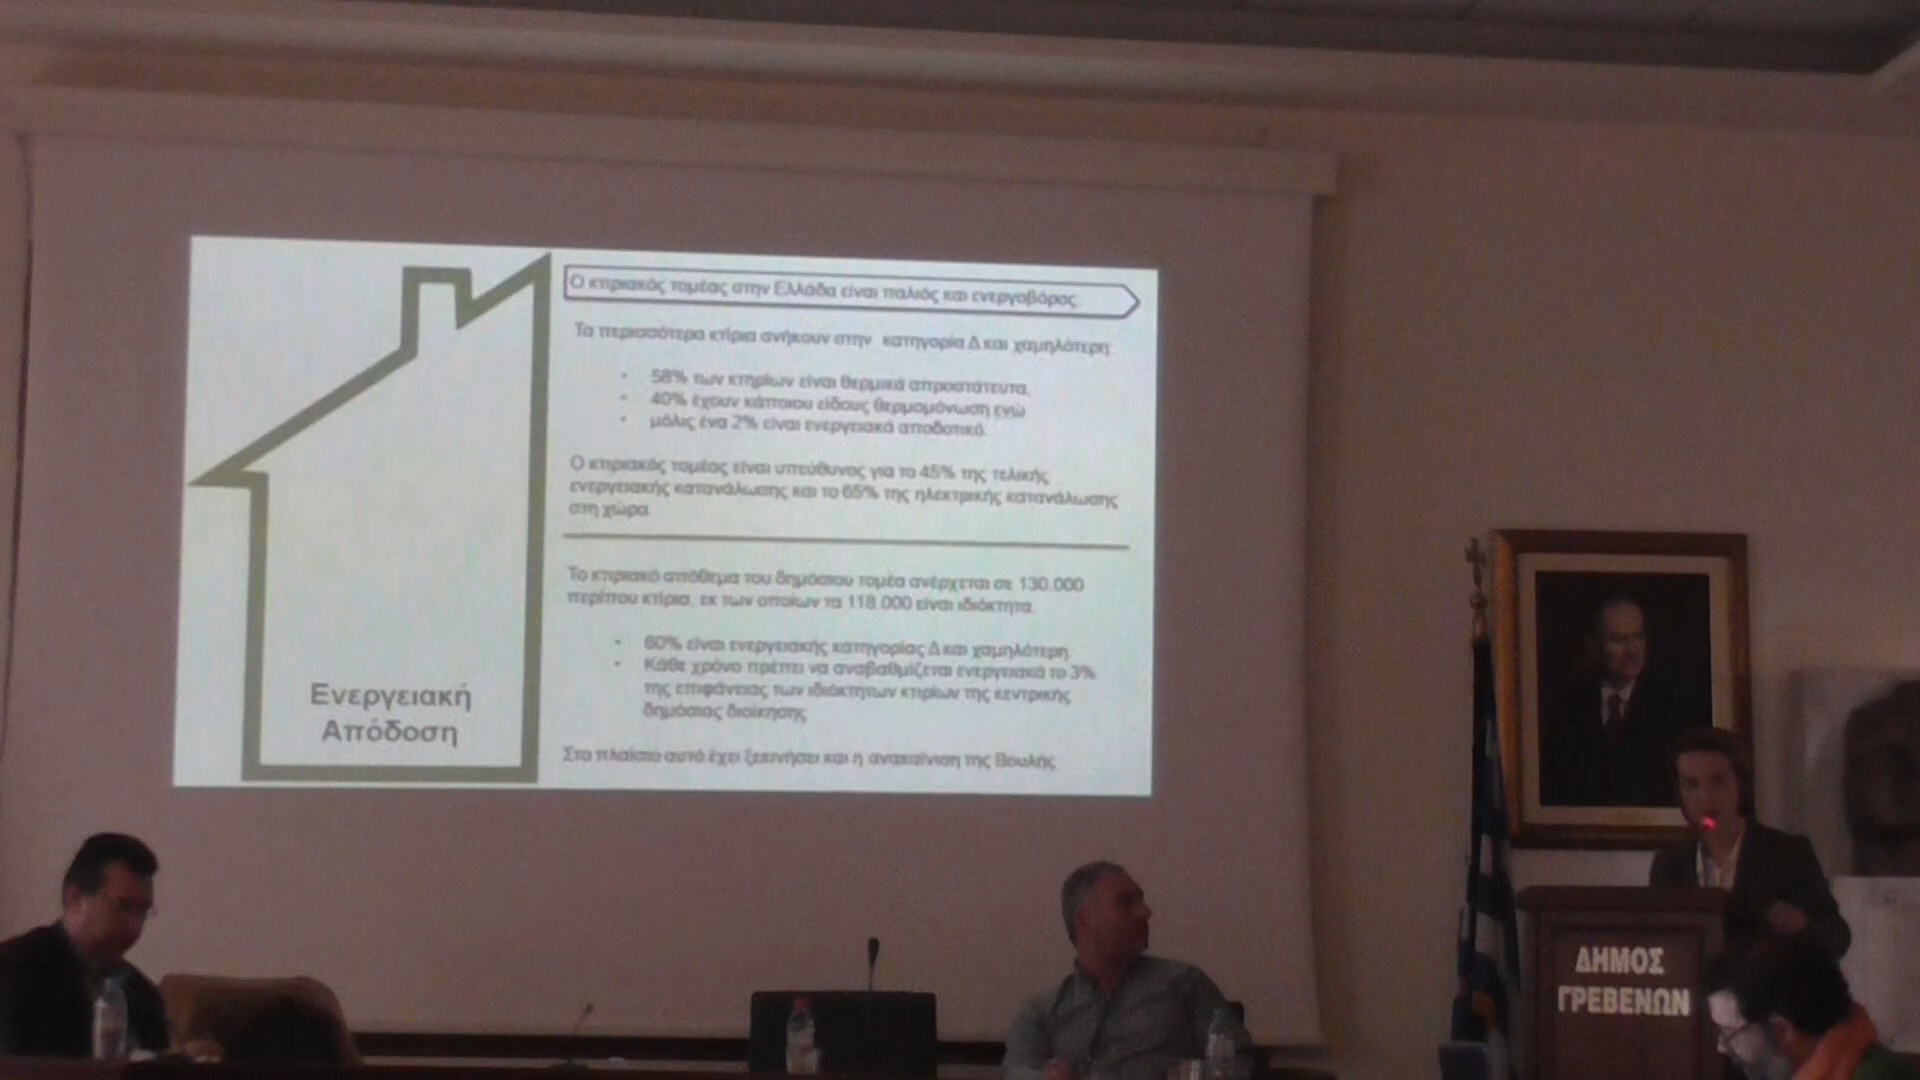 Ο κτιριακός τομέας στην Ελλάδα είναι παλιός και ενεργοβόρος.
Τα περισσότερα κτίρια ανήκουν στην κατηγορία Δ και χαμηλότερη:
• 58% των κτηρίων είναι θερμικά απροστάτευτα,
• 40% έχουν κάποιου είδους θερμομόνωση ενώ
• μόλις ένα 2% είναι ενεργειακά αποδοτικό.
Ο κτιριακός τομέας είναι υπεύθυνος για το 45% της τελικής
ενεργειακής κατανάλωσης και το 65% της ηλεκτρικής κατανάλωσης
στη χώρα.
Το κτιριακό απόθεμα του δημόσιου τομέα ανέρχεται σε 130.000
περίπου κτίρια, εκ των οποίων τα 118.000 είναι ιδιόκτητα.
• 60% είναι ενεργειακής κατηγορίας Δ και χαμηλότερη.
• Κάθε χρόνο πρέπει να αναβαθμίζεται ενεργειακά το 3%
της επιφάνειας των ιδιόκτητων κτιρίων της κεντρικής
δημόσιας διοίκησης
Στο πλαίσιο αυτό έχει ξεκινήσει και η ανακαίνιση της Βουλής
Ενεργειακή
Απόδοση
ΔΗΜΟΣ
ΓΡΕΒΕΝΩΝ